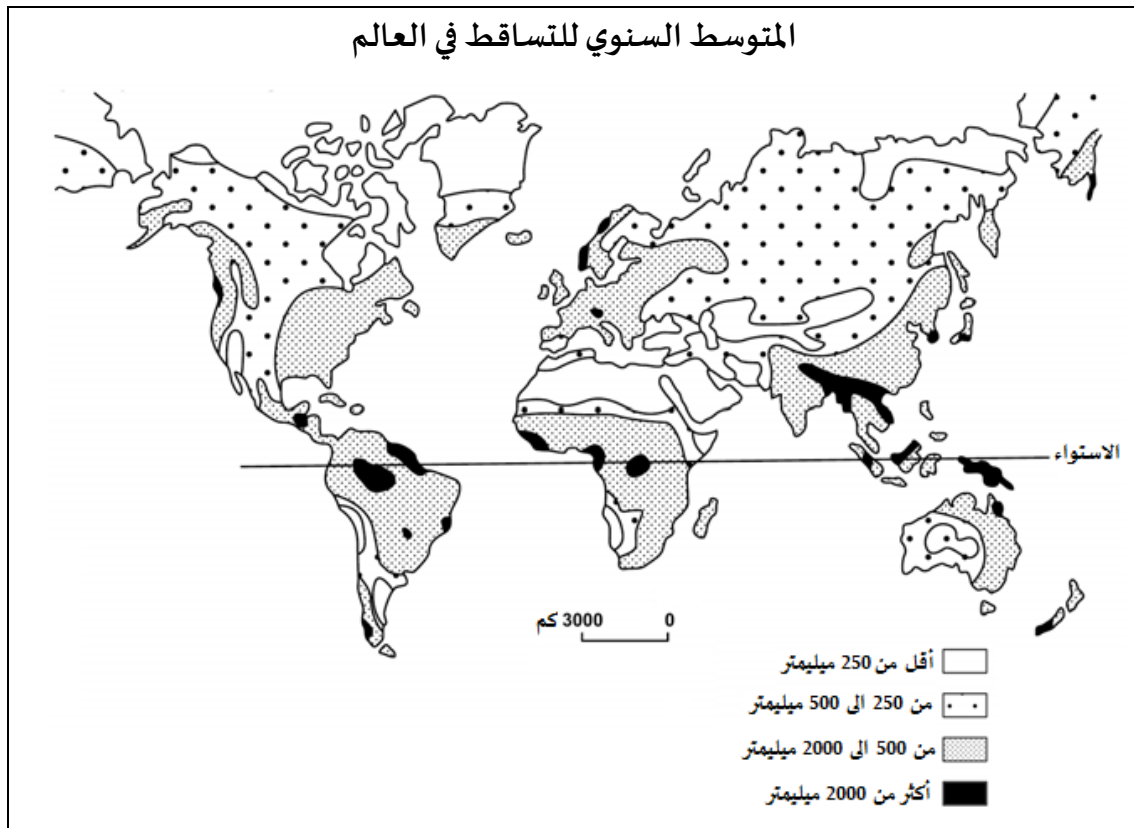 المتوسط السنوي للتساقط في العالم
الاستواء
0 3000 كم
أقل من 250 ميليمتر
من 250 الى 500 ميليمتر
من 500 الى 2000 ميليمتر
أكثر من 2000 ميليمتر